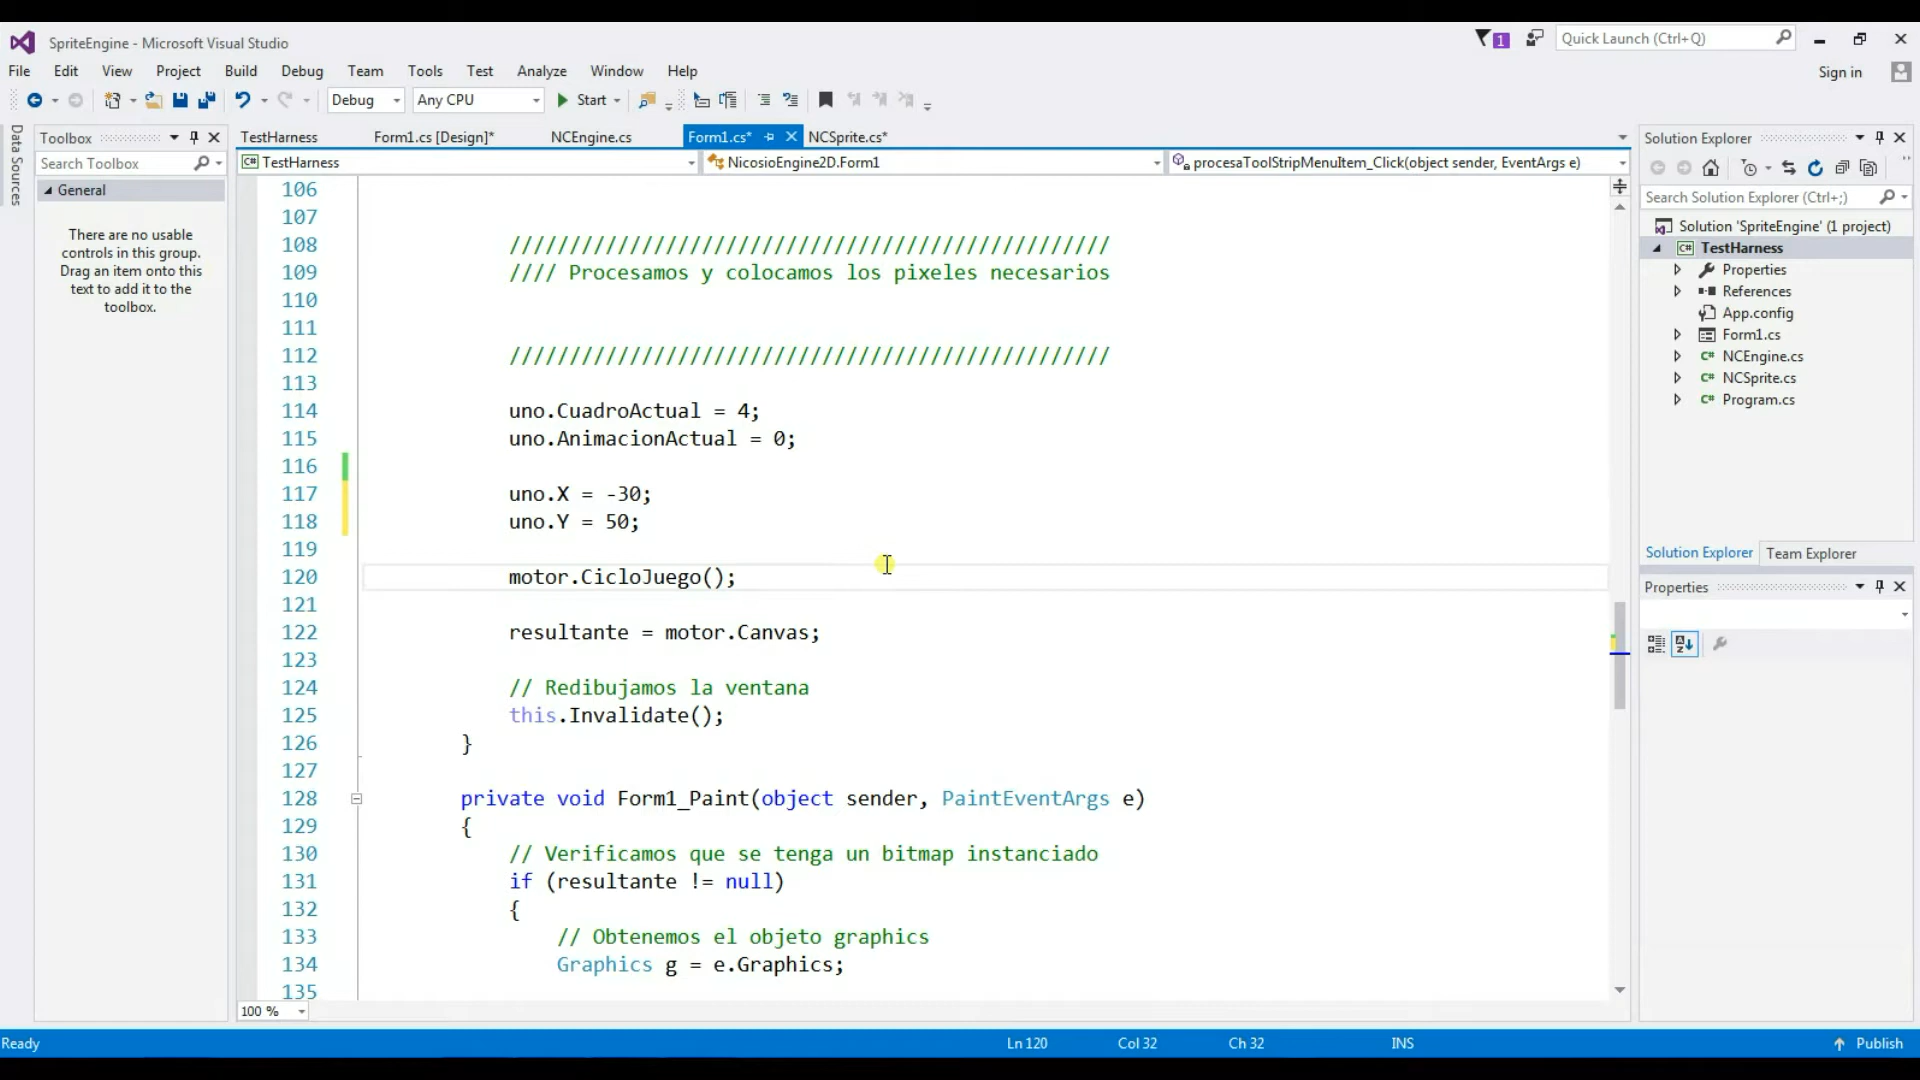 SpriteEngine - Microsoft Visual Studio
1
Quick Launch (Ctrl+Q)
File Edit View Project Build Debug Team Tools Test Analyze Window Help
Sign in
Debug Any CPU Start
Data Sources
Toolbox
Search Toolbox
General
There are no usable
controls in this group.
Drag an item onto this
text to add it to the
toolbox.
TestHarness Form1.cs [Design]* NCEngine.cs Form1.cs* NCSprite.cs*
TestHarness NicosioEngine2D.Form1 procesaToolStripMenuItem_Click(object sender, EventArgs e)
106
107
108 //////////////////////////////////////////////////
109 //// Procesamos y colocamos los pixeles necesarios
110
111
112 //////////////////////////////////////////////////
113
114 uno.CuadroActual = 4;
115 uno.AnimacionActual = 0;
116
117 uno.X = -30;
118 uno.Y = 50;
119
120 motor.CicloJuego();
121
122 resultante = motor.Canvas;
123
124 // Redibujamos la ventana
125 this.Invalidate();
126 }
127
128 private void Form1_Paint(object sender, PaintEventArgs e)
129 {
130 // Verificamos que se tenga un bitmap instanciado
131 if (resultante != null)
132 {
133 // Obtenemos el objeto graphics
134 Graphics g = e.Graphics;
135
100 %
Solution Explorer
Search Solution Explorer (Ctrl+;)
Solution 'SpriteEngine' (1 project)
C# TestHarness
Properties
References
App.config
Form1.cs
C# NCEngine.cs
C# NCSprite.cs
C# Program.cs
Solution Explorer Team Explorer
Properties
Ready Ln 120 Col 32 Ch 32 INS Publish